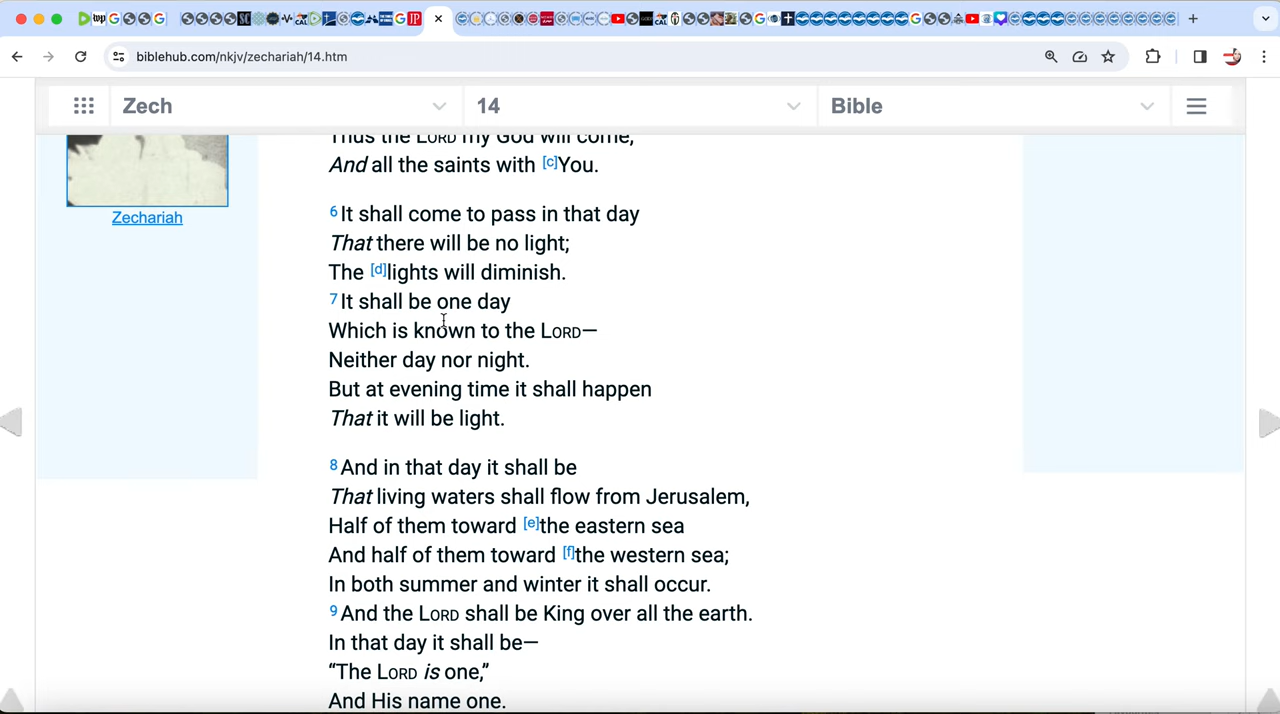 biblehub.com/nkjv/zechariah/14.htm
Zech
14
Bible
Zechariah
Thus the LORD my God will come,
And all the saints with [c]You.
6 It shall come to pass in that day
That there will be no light;
The [d]lights will diminish.
7 It shall be one day
Which is known to the LORD—
Neither day nor night.
But at evening time it shall happen
That it will be light.
8 And in that day it shall be
That living waters shall flow from Jerusalem,
Half of them toward [e]the eastern sea
And half of them toward [f]the western sea;
In both summer and winter it shall occur.
9 And the LORD shall be King over all the earth.
In that day it shall be—
“The LORD is one,”
And His name one.